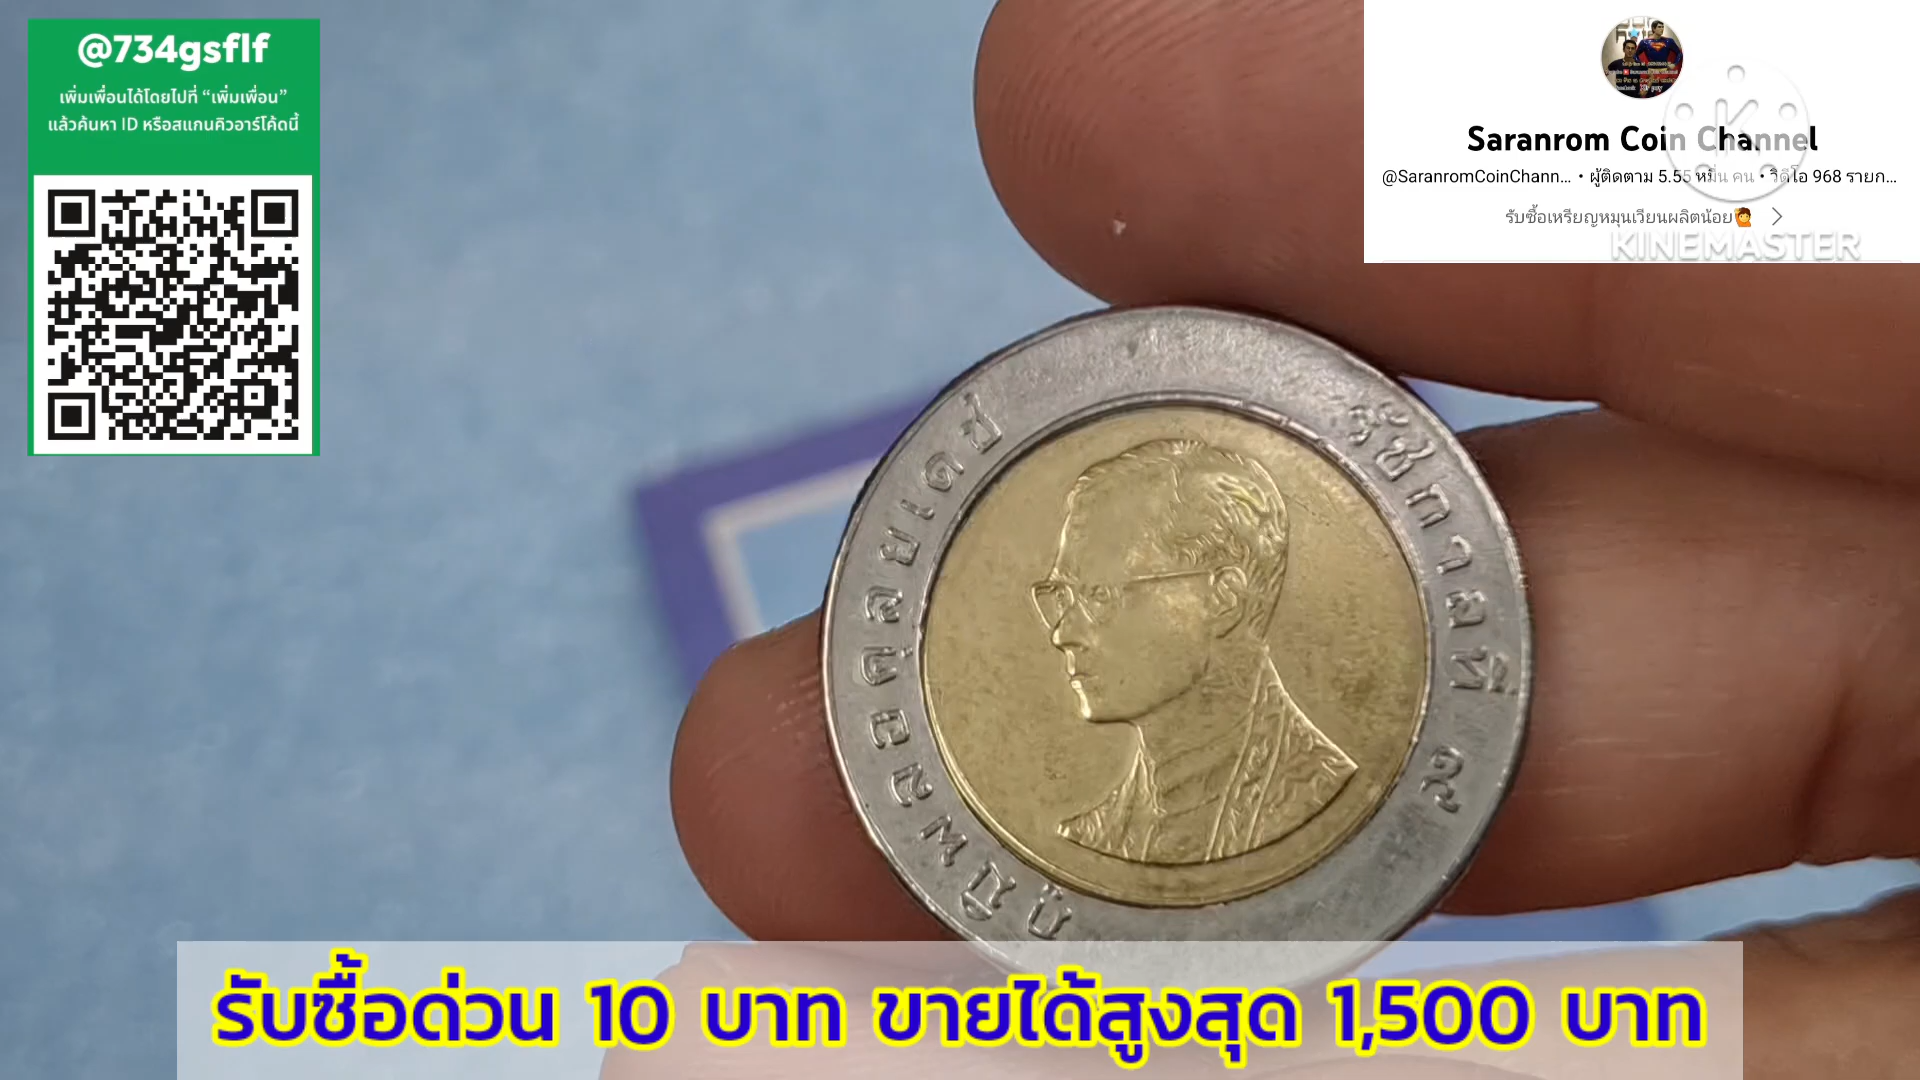 @734gsflf
เพิ่มเพื่อนได้โดยไปที่ “เพิ่มเพื่อน”
แล้วค้นหา ID หรือสแกนคิวอาร์โค้ดนี้
Saranrom Coin Channel
@SaranromCoinChann... • ผู้ติดตาม 5.55 หมื่น คน • วิดีโอ 968 รายก...
รับซื้อเหรียญหมุนเวียนผลิตน้อย🙋
KINEMASTER
ภูมิพลอดุลยเดช รัชกาลที่ ๙
รับซื้อด่วน 10 บาท ขายได้สูงสุด 1,500 บาท